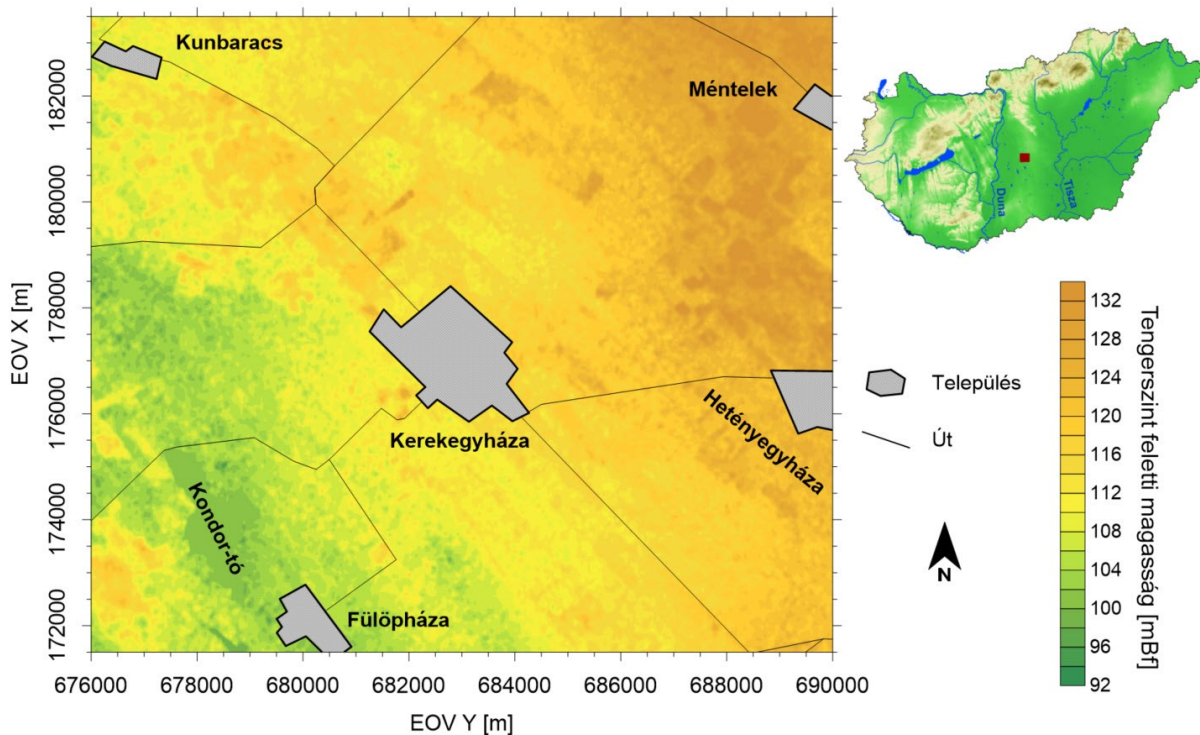 Kunbaracs
Méntelek
Kerekegyháza
Hetényegyháza
Kondor-tó
Fülöpháza
182000
180000
178000
176000
174000
172000
EOV X [m]
676000
678000
680000
682000
684000
686000
688000
690000
EOV Y [m]
Duna
Tisza
Település
Út
N
132
128
124
120
116
112
108
104
100
96
92
Tengerszint feletti magasság [mBf]